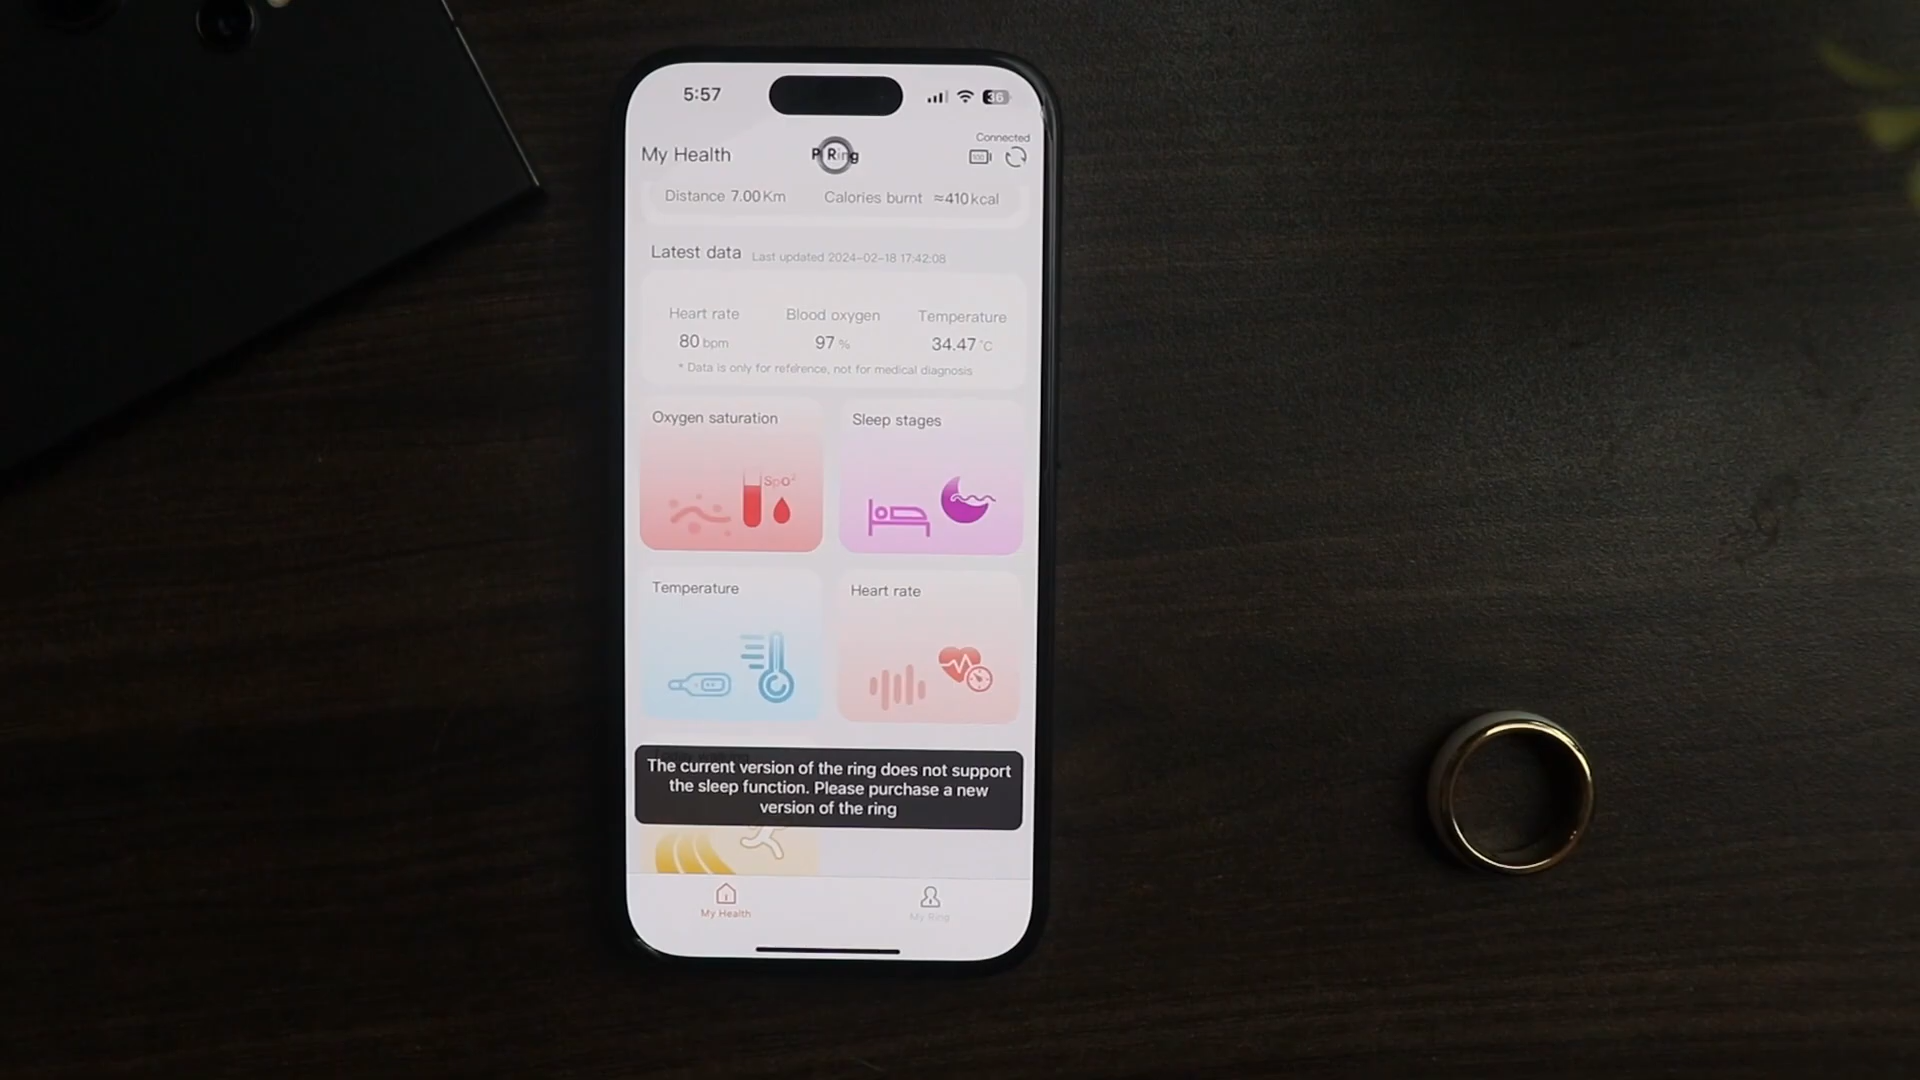 5:57
36
Connected
My Health
P Ring
100
Distance 7.00 Km
Calories burnt ≈410 kcal
Latest data Last updated 2024-02-18 17:42:08
Heart rate
Blood oxygen
Temperature
80 bpm
97 %
34.47 °C
* Data is only for reference, not for medical diagnosis
Oxygen saturation
Sleep stages
SpO²
Temperature
Heart rate
The current version of the ring does not support
the sleep function. Please purchase a new
version of the ring
My Health
My Ring